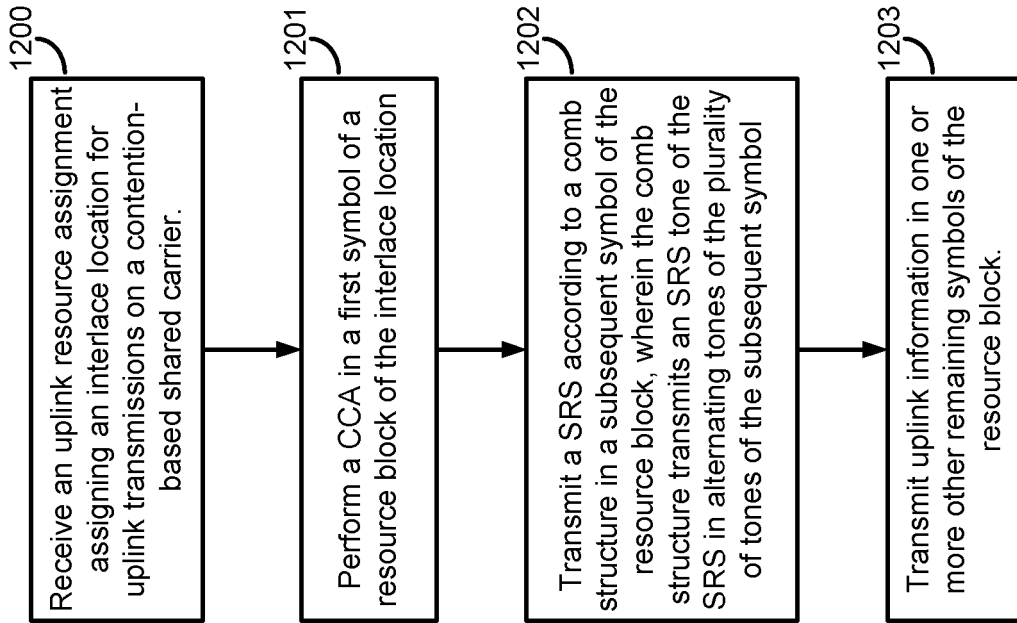 1200
Receive an uplink resource assignment
assigning an interlace location for
uplink transmissions on a contention-
based shared carrier.
1201
Perform a CCA in a first symbol of a
resource block of the interlace location
1202
Transmit a SRS according to a comb
structure in a subsequent symbol of the
resource block, wherein the comb
structure transmits an SRS tone of the
SRS in alternating tones of the plurality
of tones of the subsequent symbol
1203
Transmit uplink information in one or
more other remaining symbols of the
resource block.